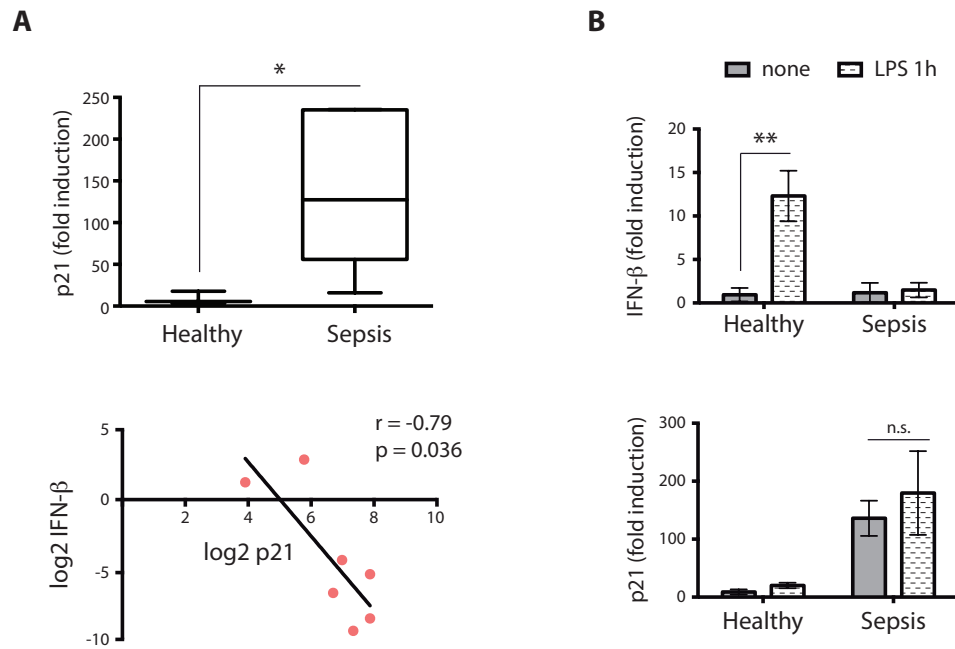 A
*
p21 (fold induction)
250
200
150
100
50
0
Healthy Sepsis
r = -0.79
p = 0.036
log2 IFN-β
5
0
-5
-10
2 4 6 8 10
log2 p21
B
none LPS 1h
**
IFN-β (fold induction)
20
15
10
5
0
Healthy Sepsis
n.s.
p21 (fold induction)
300
200
100
0
Healthy Sepsis